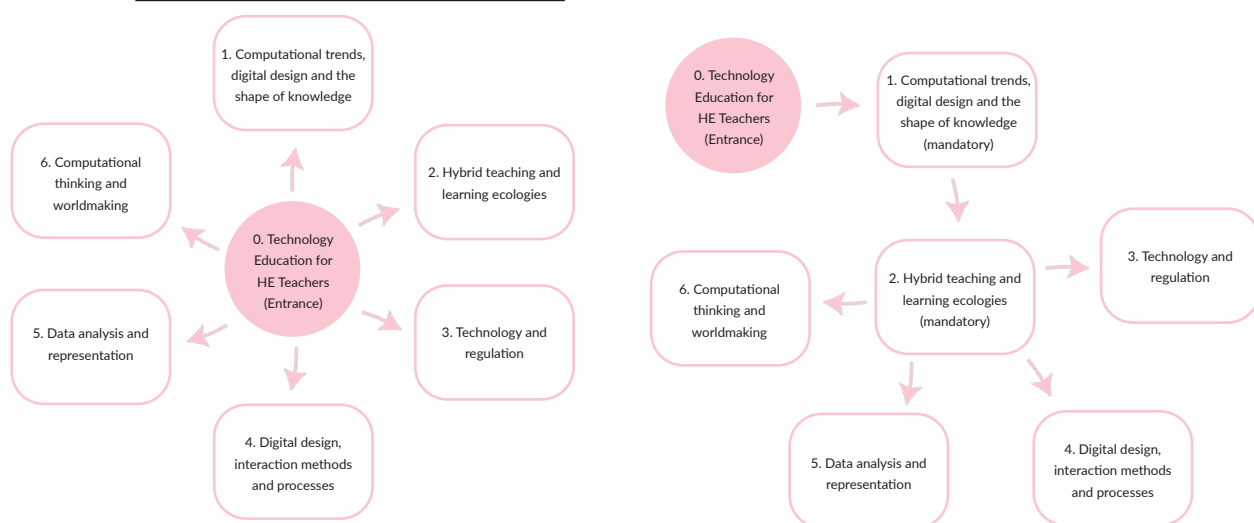 1. Computational trends,
digital design and the
shape of knowledge
6. Computational
thinking and
worldmaking
2. Hybrid teaching and
learning ecologies
0. Technology
Education for
HE Teachers
(Entrance)
5. Data analysis and
representation
3. Technology and
regulation
4. Digital design,
interaction methods
and processes
0. Technology
Education for
HE Teachers
(Entrance)
1. Computational trends,
digital design and the
shape of knowledge
(mandatory)
2. Hybrid teaching and
learning ecologies
(mandatory)
3. Technology and
regulation
6. Computational
thinking and
worldmaking
5. Data analysis and
representation
4. Digital design,
interaction methods
and processes